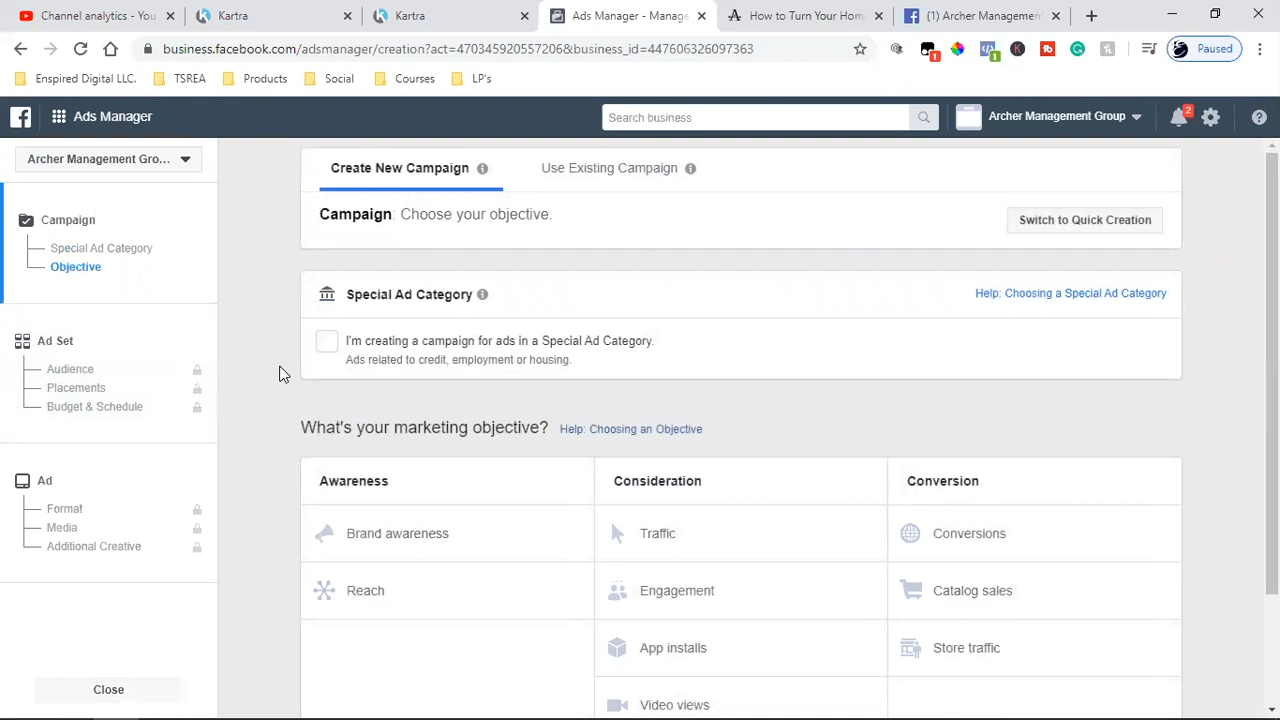 Channel analytics - You
Kartra
Kartra
Ads Manager - Manage
How to Turn Your Hom
(1) Archer Management
business.facebook.com/adsmanager/creation?act=470345920557206&business_id=447606326097363
Paused
Enspired Digital LLC.
TSREA
Products
Social
Courses
LP's
Ads Manager
Search business
Archer Management Group
2
Archer Management Gro...
Campaign
Special Ad Category
Objective
Ad Set
Audience
Placements
Budget & Schedule
Ad
Format
Media
Additional Creative
Close
Create New Campaign
Use Existing Campaign
Campaign: Choose your objective.
Switch to Quick Creation
Special Ad Category
Help: Choosing a Special Ad Category
I'm creating a campaign for ads in a Special Ad Category.
Ads related to credit, employment or housing.
What's your marketing objective? Help: Choosing an Objective
Awareness
Consideration
Conversion
Brand awareness
Traffic
Conversions
Reach
Engagement
Catalog sales
App installs
Store traffic
Video views